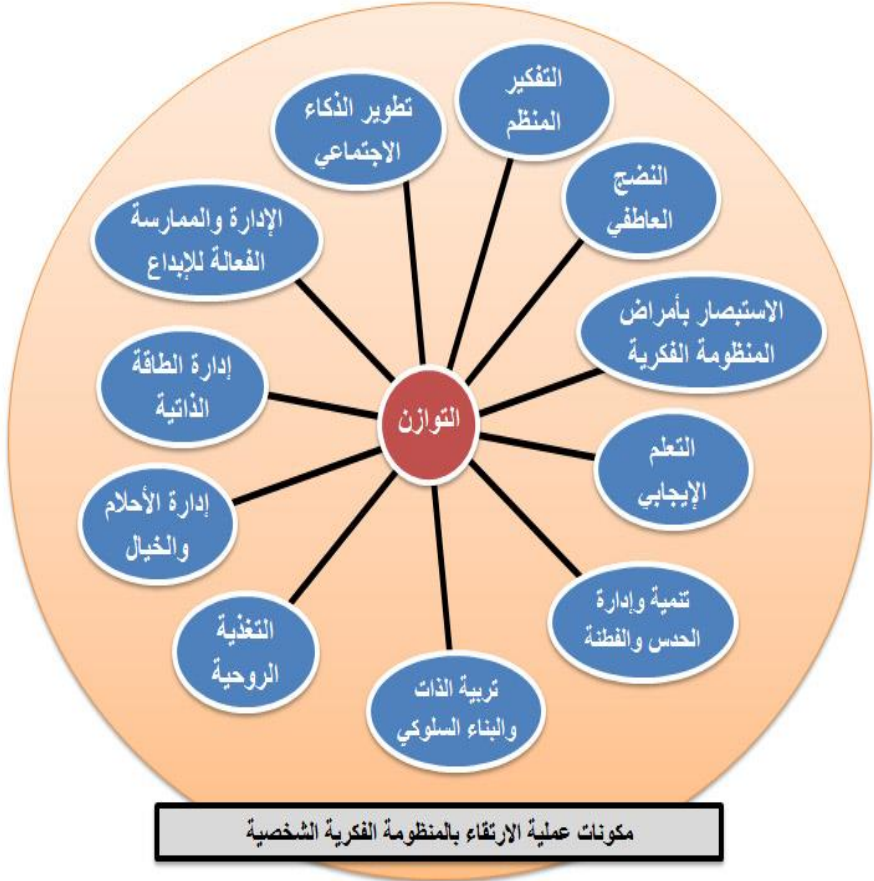 التفكير
المنظم
النضج
العاطفي
الاستبصار بأمراض
المنظومة الفكرية
التعلم
الإيجابي
تنمية وإدارة
الحدس والفطنة
تربية الذات
والبناء السلوكي
التغذية
الروحية
إدارة الأحلام
والخيال
إدارة الطاقة
الذاتية
الإدارة والممارسة
الفعالة للإبداع
تطوير الذكاء
الاجتماعي
التوازن
مكونات عملية الارتقاء بالمنظومة الفكرية الشخصية